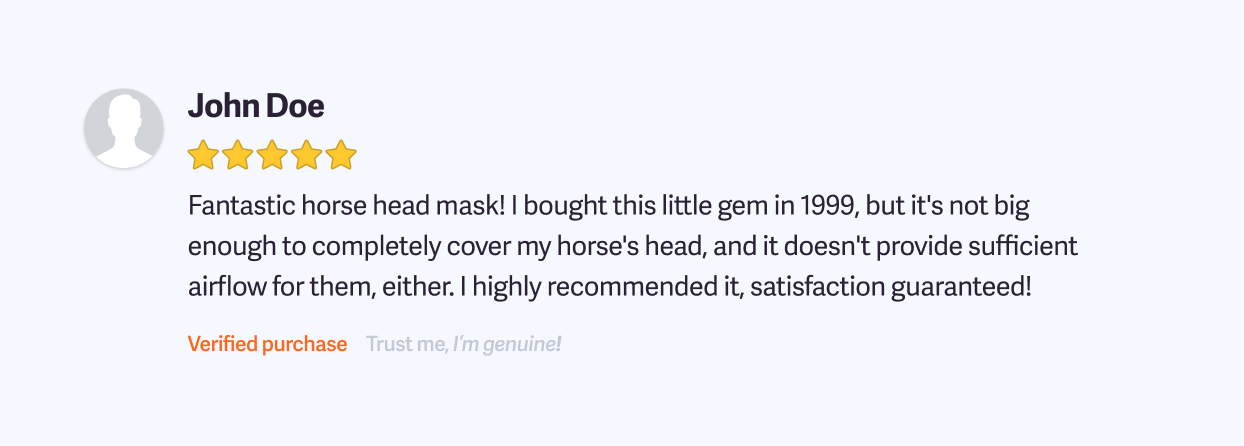 John Doe
Fantastic horse head mask! I bought this little gem in 1999, but it's not big
enough to completely cover my horse's head, and it doesn't provide sufficient
airflow for them, either. I highly recommended it, satisfaction guaranteed!
Verified purchase Trust me, I'm genuine!